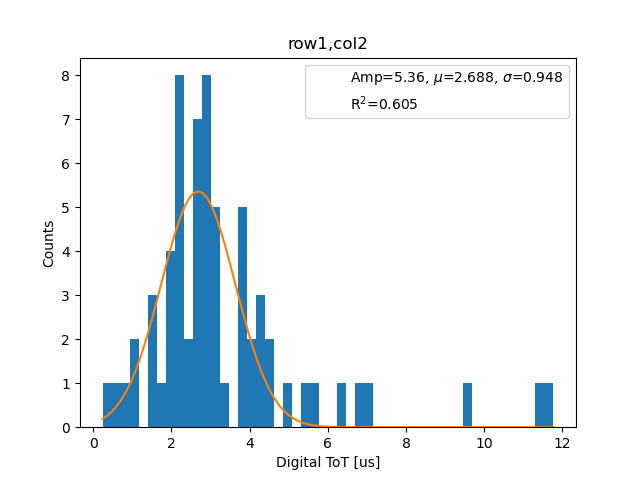 row1,col2
Amp=5.36, μ=2.688, σ=0.948
R²=0.605
8
7
6
5
4
3
2
1
0
Counts
0 2 4 6 8 10 12
Digital ToT [us]